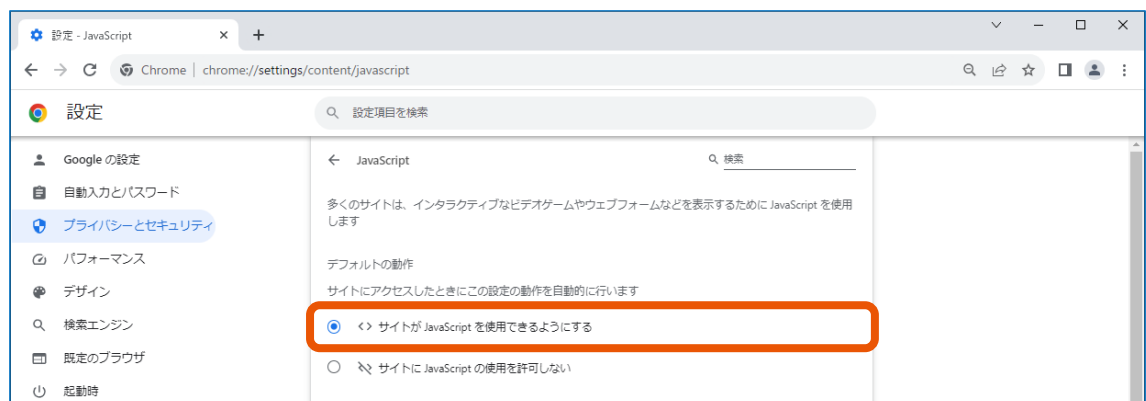 設定 - JavaScript
Chrome | chrome://settings/content/javascript
設定
設定項目を検索
Google の設定
自動入力とパスワード
プライバシーとセキュリティ
パフォーマンス
デザイン
検索エンジン
既定のブラウザ
起動時
JavaScript
検索
多くのサイトは、インタラクティブなビデオゲームやウェブフォームなどを表示するために JavaScript を使用
します
デフォルトの動作
サイトにアクセスしたときにこの設定の動作を自動的に行います
サイトが JavaScript を使用できるようにする
サイトに JavaScript の使用を許可しない